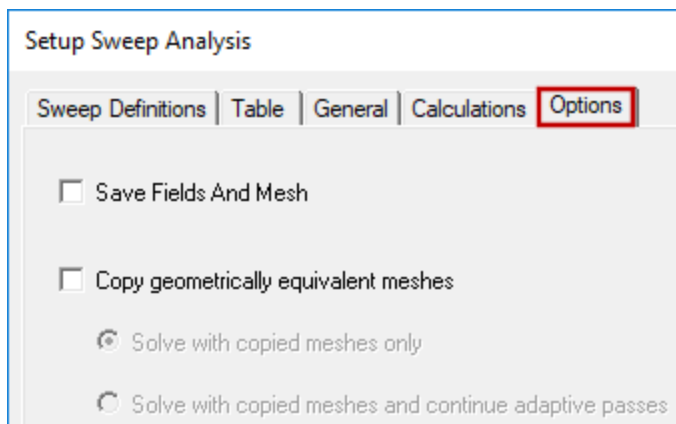 Setup Sweep Analysis
Sweep Definitions Table General Calculations Options
Save Fields And Mesh
Copy geometrically equivalent meshes
Solve with copied meshes only
Solve with copied meshes and continue adaptive passes